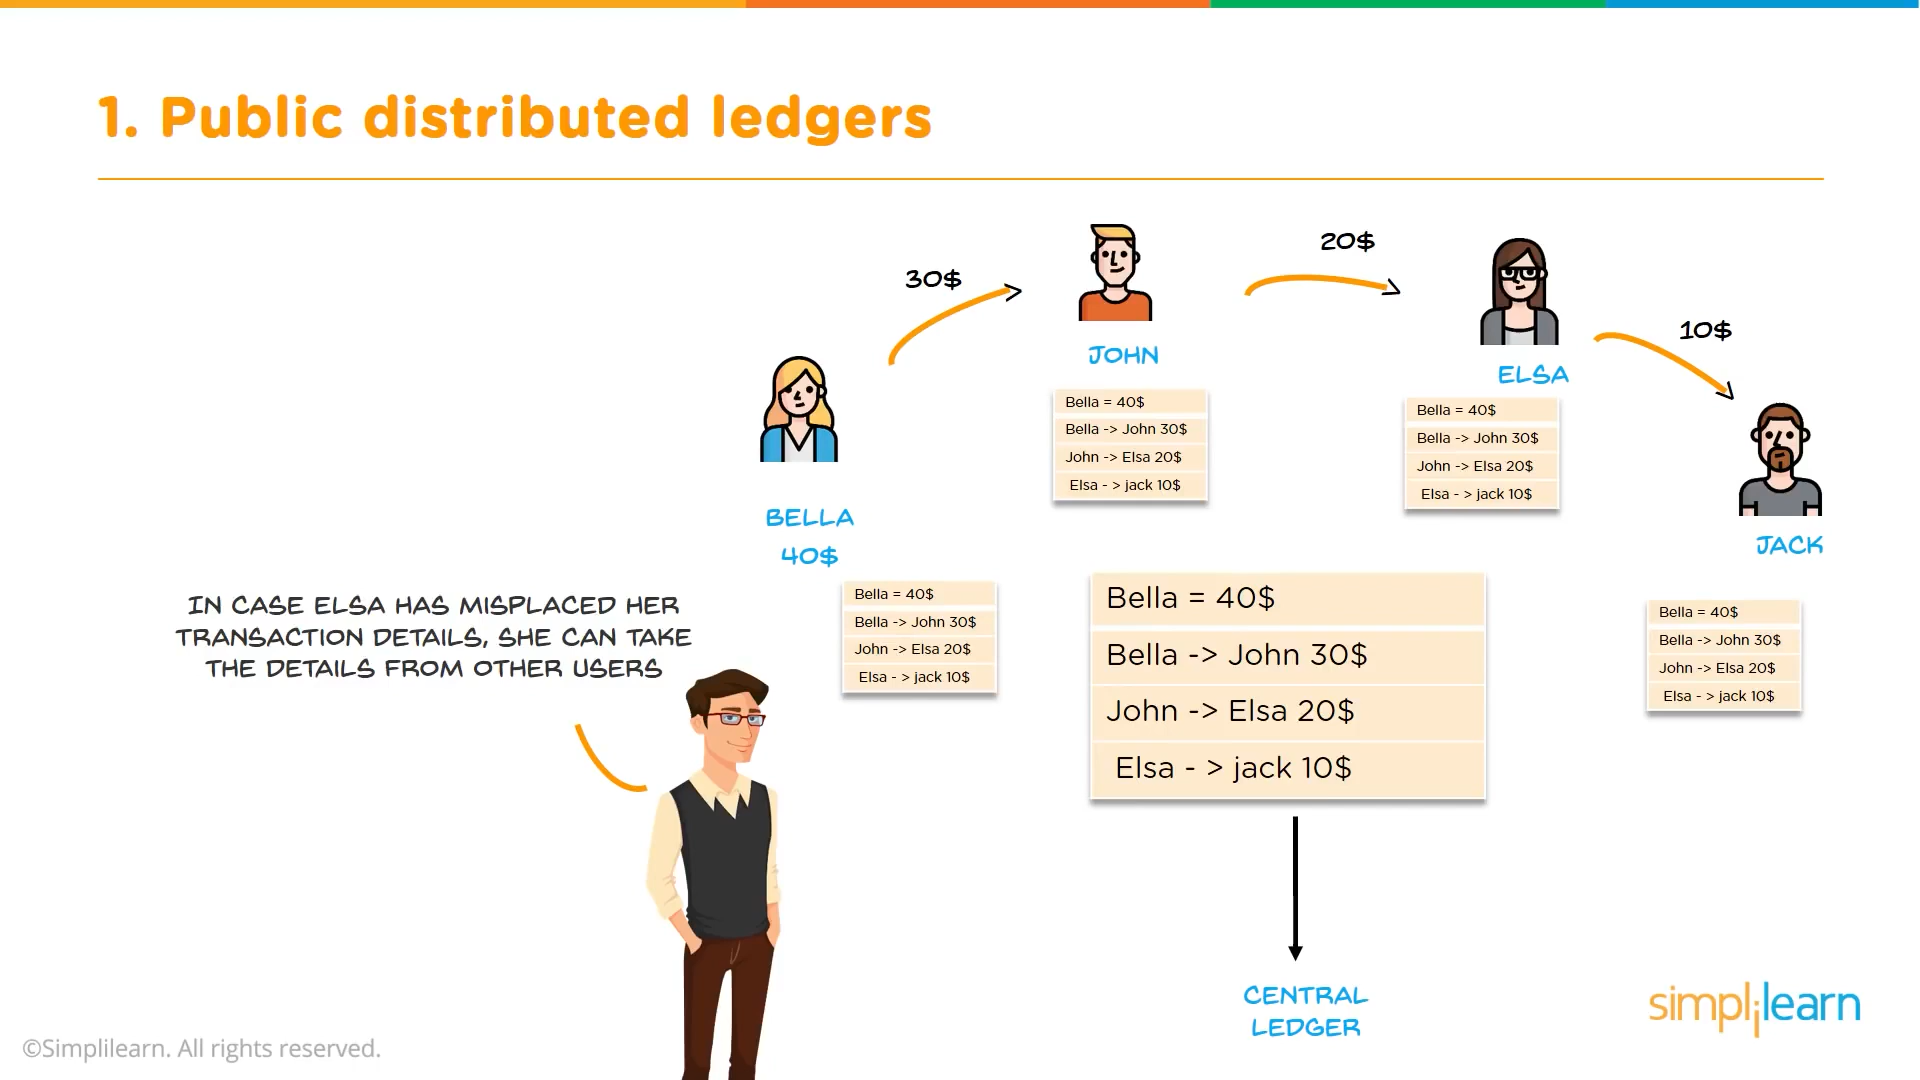 1. Public distributed ledgers
30$
20$
10$
JOHN
ELSA
JACK
BELLA
40$
Bella = 40$
Bella -> John 30$
John -> Elsa 20$
Elsa - > jack 10$
Bella = 40$
Bella -> John 30$
John -> Elsa 20$
Elsa - > jack 10$
Bella = 40$
Bella -> John 30$
John -> Elsa 20$
Elsa - > jack 10$
Bella = 40$
Bella -> John 30$
John -> Elsa 20$
Elsa - > jack 10$
Bella = 40$
Bella -> John 30$
John -> Elsa 20$
Elsa - > jack 10$
IN CASE ELSA HAS MISPLACED HER
TRANSACTION DETAILS, SHE CAN TAKE
THE DETAILS FROM OTHER USERS
CENTRAL
LEDGER
simplilearn
©Simplilearn. All rights reserved.